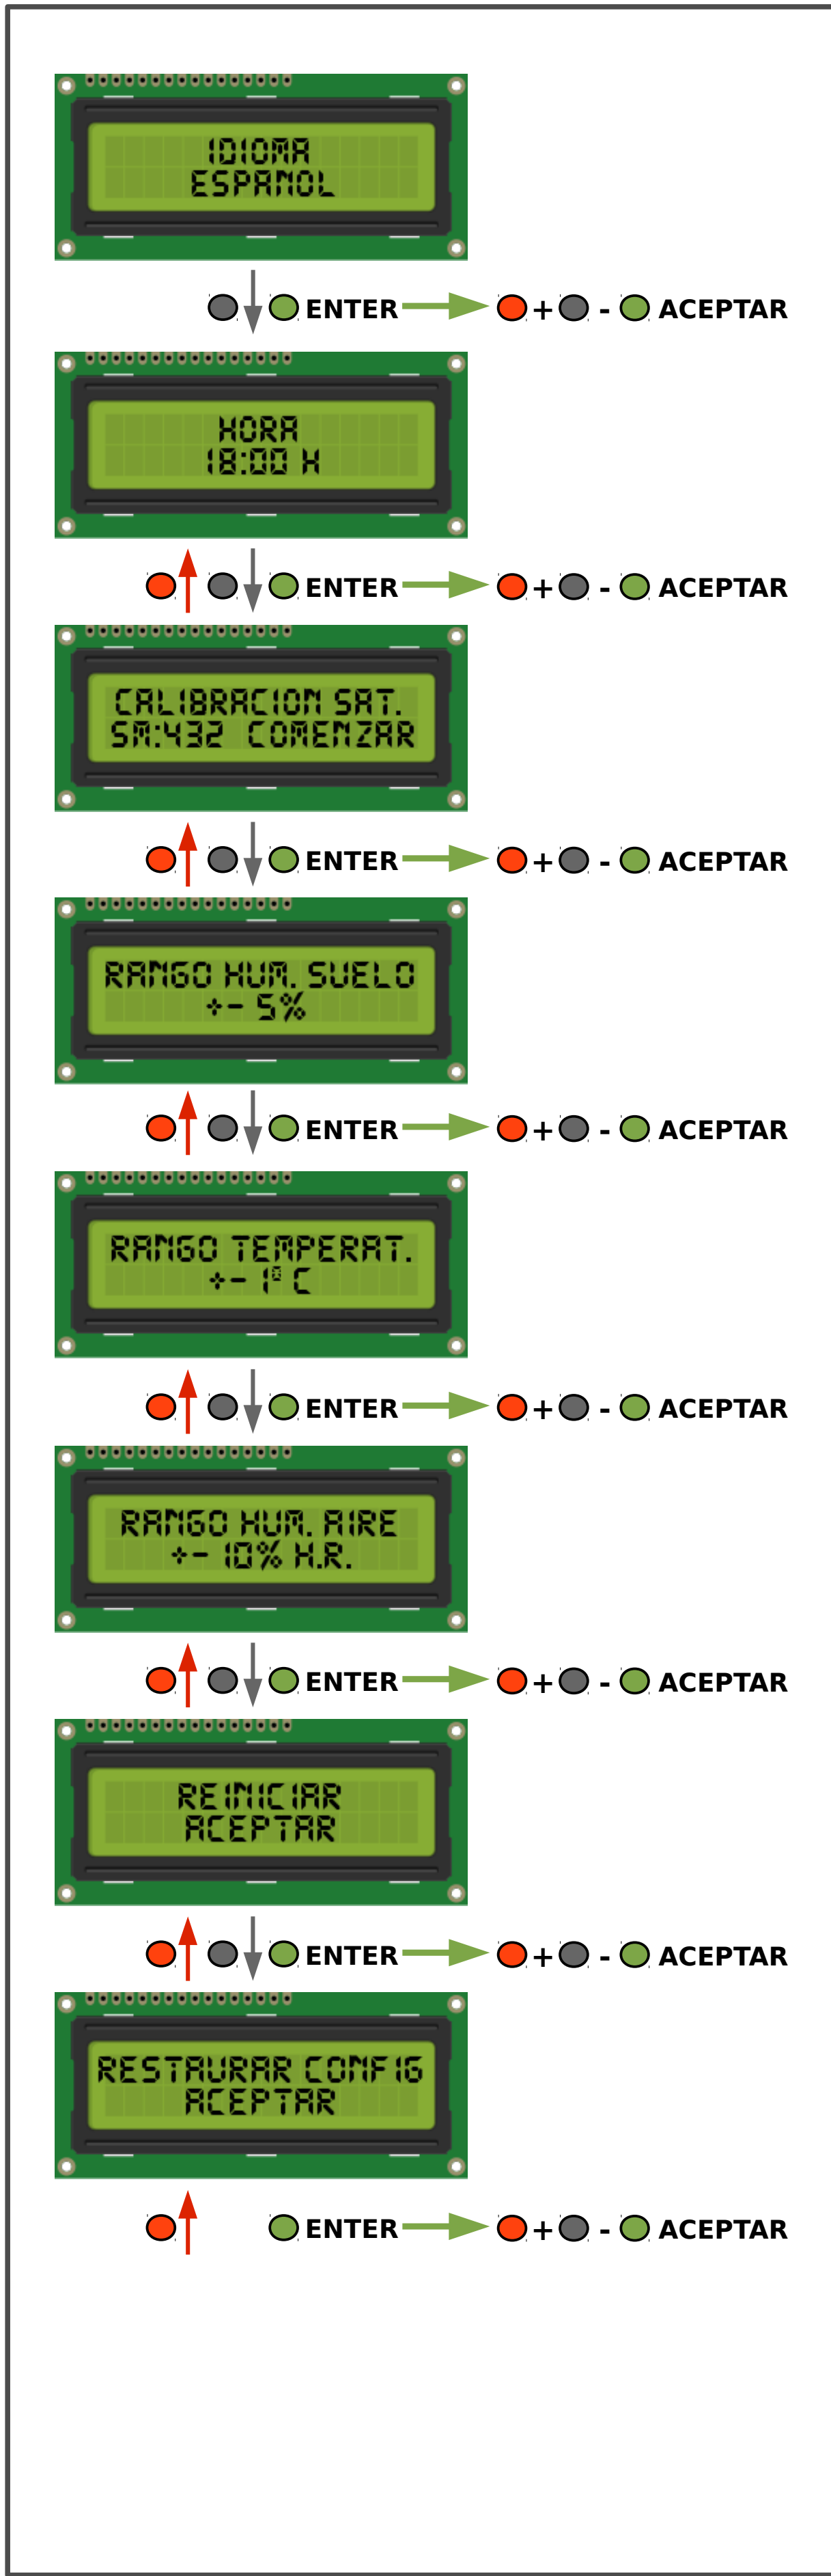 IDIOMA
ESPANOL
ENTER + - ACEPTAR
HORA
18:00 H
ENTER + - ACEPTAR
CALIBRACION SAT.
SM:432 COMENZAR
ENTER + - ACEPTAR
RANGO HUM. SUELO
+- 5%
ENTER + - ACEPTAR
RANGO TEMPERAT.
+- 1º C
ENTER + - ACEPTAR
RANGO HUM. AIRE
+- 10% H.R.
ENTER + - ACEPTAR
REINICIAR
ACEPTAR
ENTER + - ACEPTAR
RESTAURAR CONFIG
ACEPTAR
ENTER + - ACEPTAR